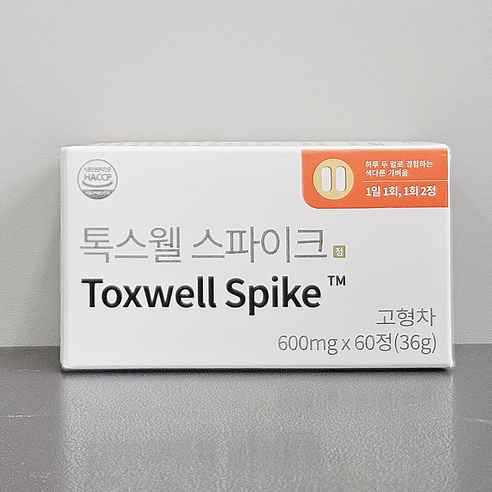 HACCP
하루 두 알로 경험하는
색다른 가벼움
1일 1회, 1회 2정
톡스웰 스파이크 정
Toxwell Spike™
고형차
600mg x 60정(36g)